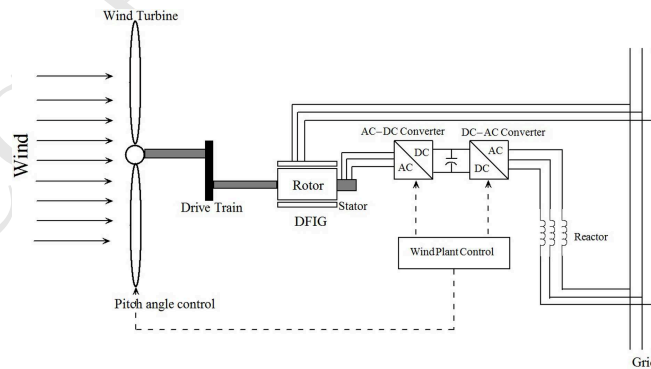 Wind Turbine
Wind
AC–DC Converter
DC–AC Converter
DC
AC
AC
DC
Rotor
Stator
Drive Train
DFIG
Reactor
Wind Plant Control
Pitch angle control